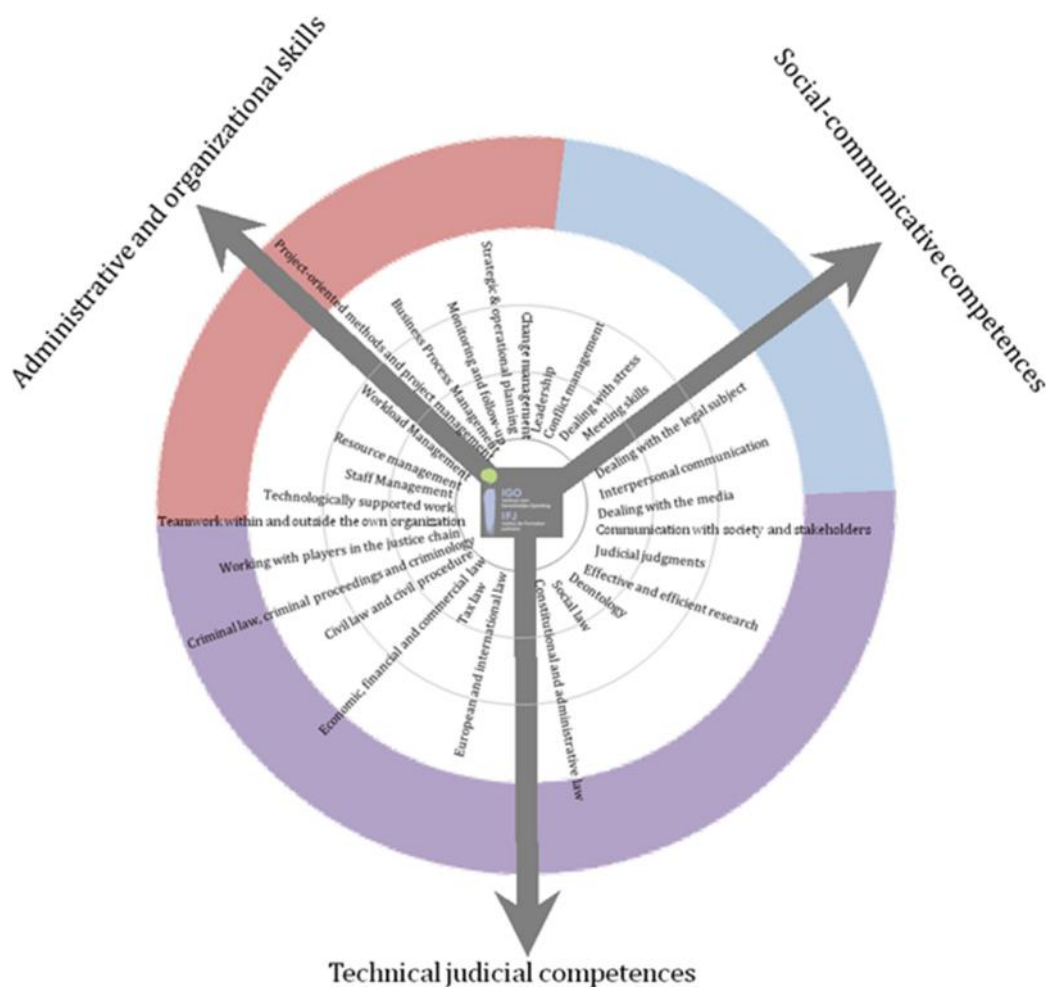 Administrative and organizational skills
Social-communicative competences
Project-oriented methods and project management
Business Process Management
Monitoring and follow-up
Strategic & operational planning
Change management
Leadership
Conflict management
Dealing with stress
Meeting skills
Dealing with the legal subject
Interpersonal communication
Dealing with the media
Communication with society and stakeholders
Judicial judgments
Effective and efficient research
Deontology
Social law
Constitutional and administrative law
European and international law
Tax law
Economic, financial and commercial law
Civil law and civil procedure
Criminal law, criminal proceedings and criminology
Working with players in the justice chain
Teamwork within and outside the own organization
Technologically supported work
Staff Management
Resource management
Workload Management
IGO
IFJ
Technical judicial competences